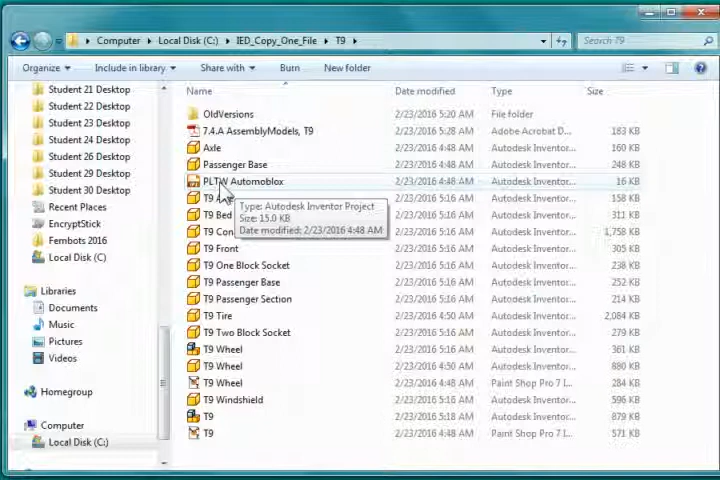 Computer ▸ Local Disk (C:) ▸ IED_Copy_One_File ▸ T9 ▸
Search T9
Organize Include in library Share with Burn New folder
Name Date modified Type Size
Student 21 Desktop
Student 22 Desktop
Student 23 Desktop
Student 24 Desktop
Student 26 Desktop
Student 29 Desktop
Student 30 Desktop
Recent Places
EncryptStick
Fembots 2016
Local Disk (C:)
Libraries
Documents
Music
Pictures
Videos
Homegroup
Computer
Local Disk (C:)
OldVersions 2/23/2016 5:20 AM File folder
7.4.A AssemblyModels, T9 2/23/2016 5:28 AM Adobe Acrobat D... 183 KB
Axle 2/23/2016 4:48 AM Autodesk Inventor... 160 KB
Passenger Base 2/23/2016 4:48 AM Autodesk Inventor... 248 KB
PLTW Automoblox 2/23/2016 4:48 AM Autodesk Inventor... 16 KB
T9 2/23/2016 5:16 AM Autodesk Inventor... 158 KB
T9 Bed 2/23/2016 5:16 AM Autodesk Inventor... 311 KB
T9 Con 2/23/2016 5:16 AM Autodesk Inventor... 1,758 KB
T9 Front 2/23/2016 5:16 AM Autodesk Inventor... 305 KB
T9 One Block Socket 2/23/2016 5:16 AM Autodesk Inventor... 238 KB
T9 Passenger Base 2/23/2016 5:16 AM Autodesk Inventor... 252 KB
T9 Passenger Section 2/23/2016 5:16 AM Autodesk Inventor... 214 KB
T9 Tire 2/23/2016 4:50 AM Autodesk Inventor... 2,084 KB
T9 Two Block Socket 2/23/2016 5:16 AM Autodesk Inventor... 279 KB
T9 Wheel 2/23/2016 5:16 AM Autodesk Inventor... 361 KB
T9 Wheel 2/23/2016 4:50 AM Autodesk Inventor... 366 KB
T9 Wheel 2/23/2016 4:48 AM Paint Shop Pro 7 I... 284 KB
T9 Windshield 2/23/2016 5:16 AM Autodesk Inventor... 596 KB
T9 2/23/2016 5:18 AM Autodesk Inventor... 879 KB
T9 2/23/2016 4:48 AM Paint Shop Pro 7 I... 571 KB
Type: Autodesk Inventor Project
Size: 15.0 KB
Date modified: 2/23/2016 4:48 AM